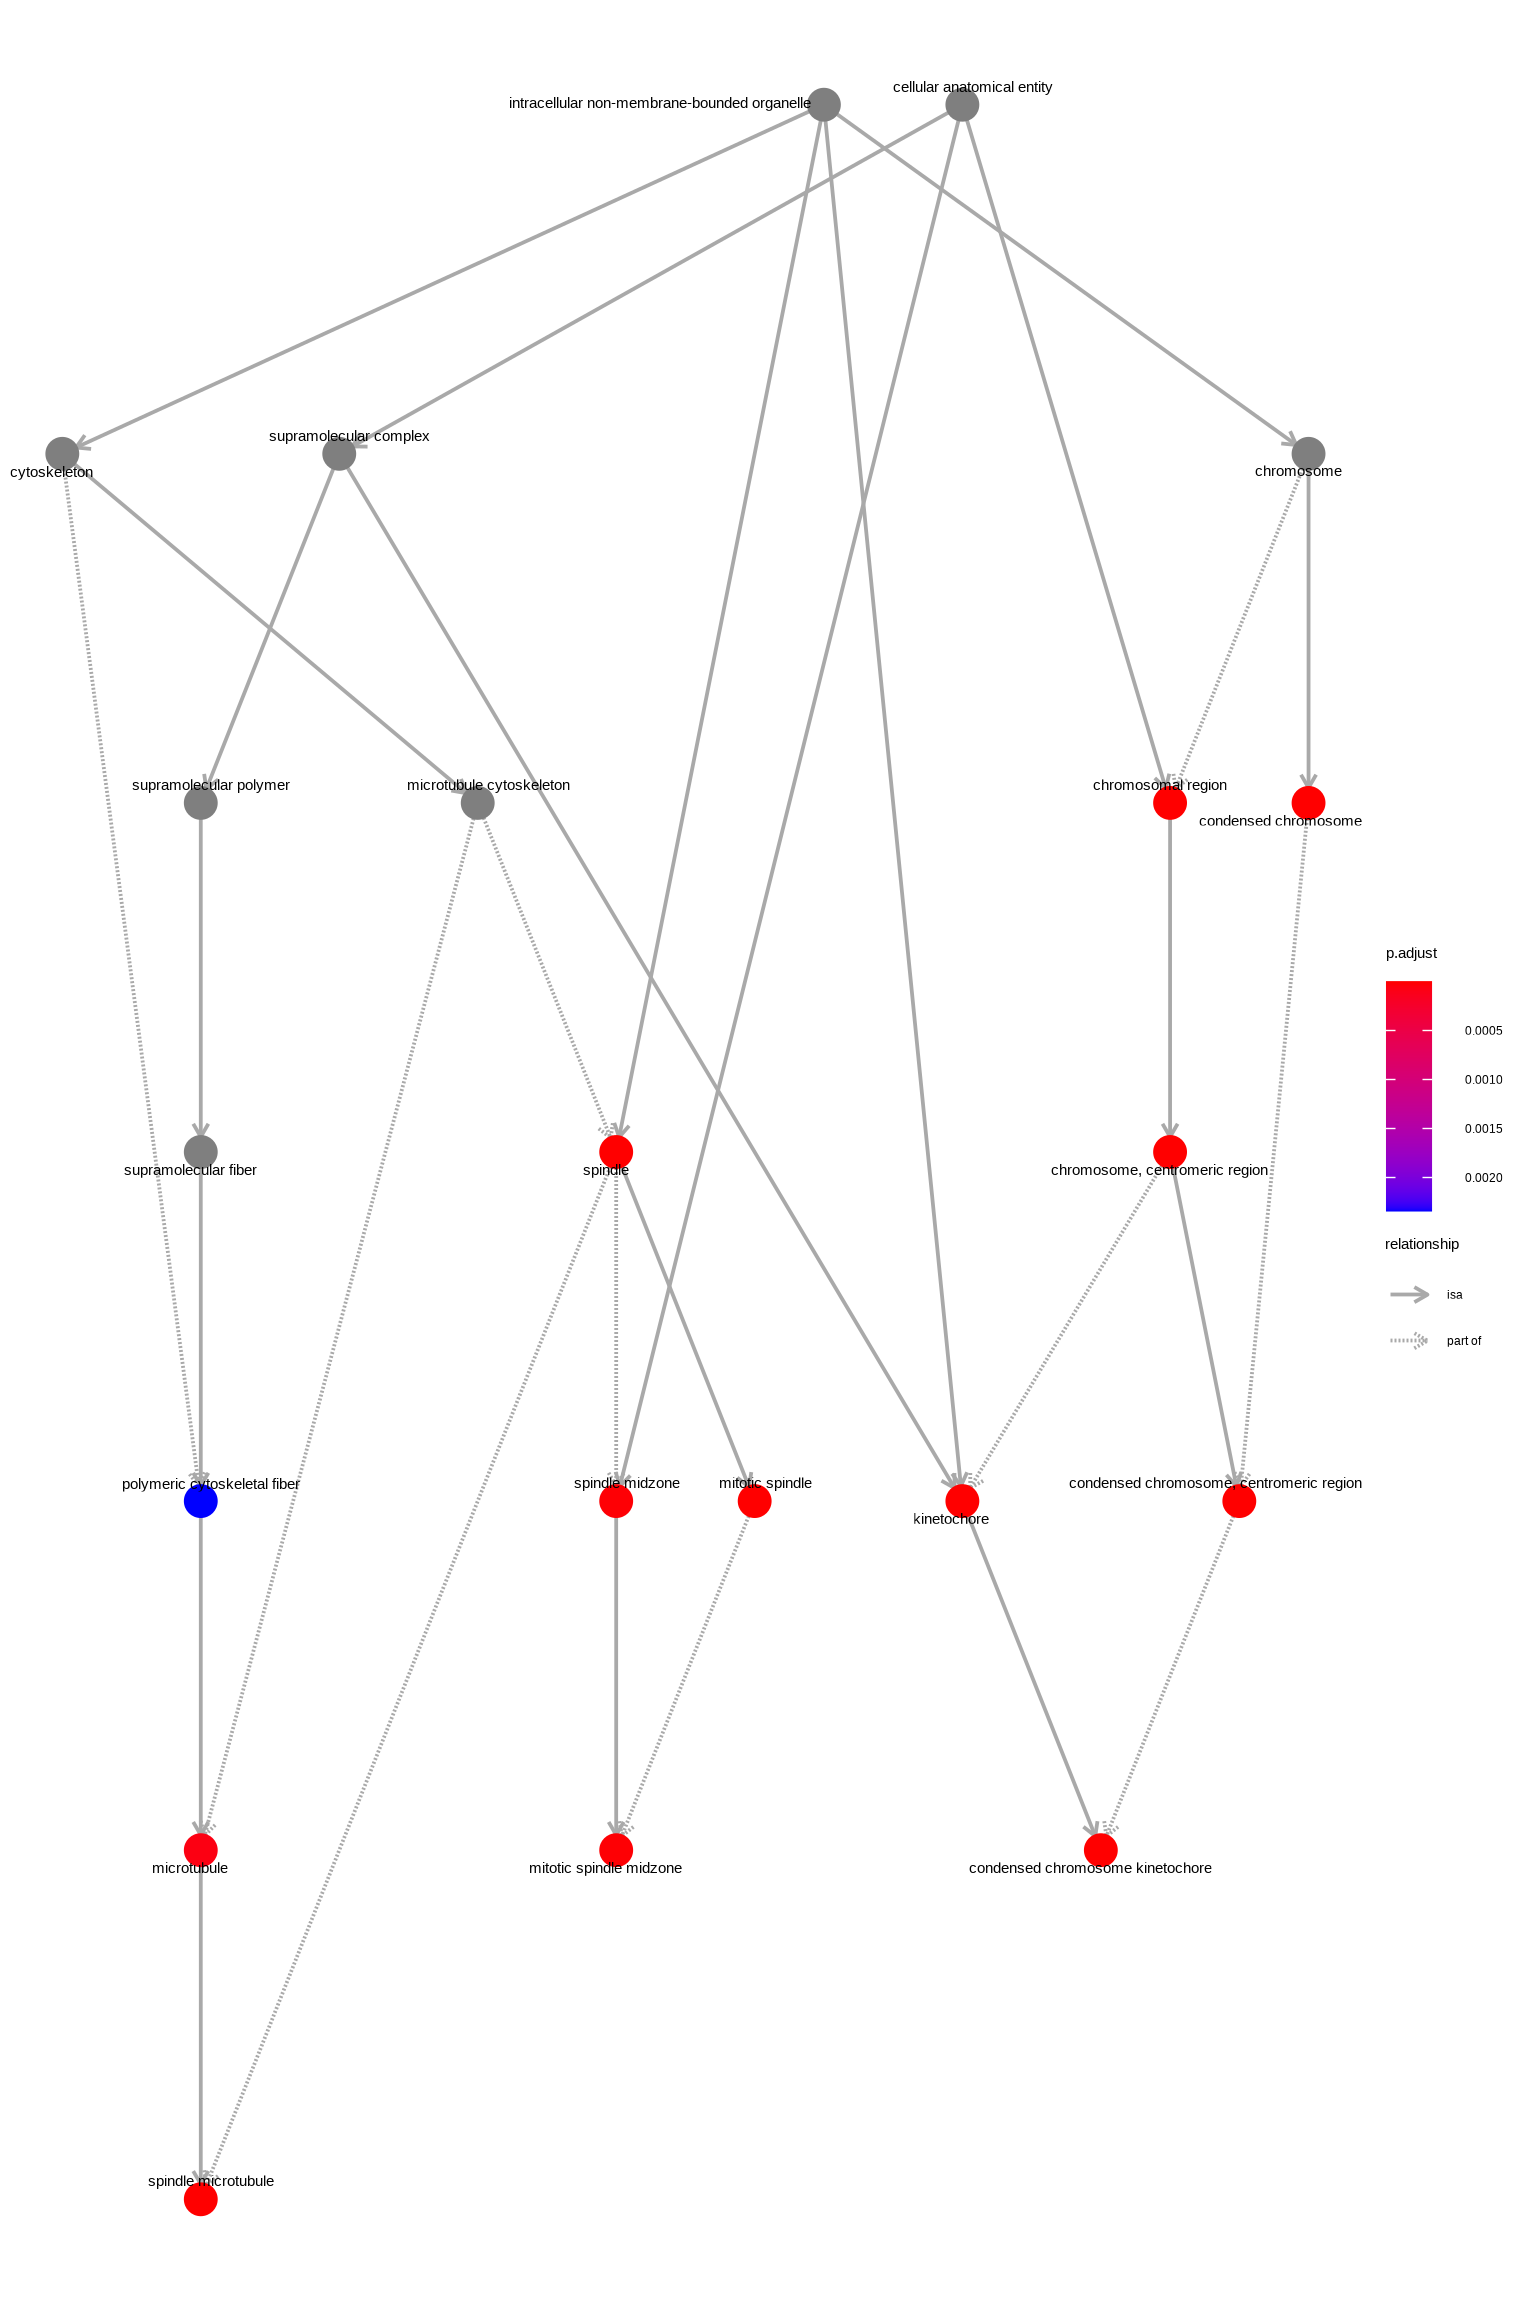 cellular anatomical entity
intracellular non-membrane-bounded organelle
supramolecular complex
cytoskeleton
chromosome
supramolecular polymer
microtubule cytoskeleton
chromosomal region
condensed chromosome
p.adjust
0.0005
0.0010
0.0015
0.0020
supramolecular fiber
spindle
chromosome, centromeric region
relationship
isa
part of
polymeric cytoskeletal fiber
spindle midzone
mitotic spindle
condensed chromosome, centromeric region
kinetochore
microtubule
mitotic spindle midzone
condensed chromosome kinetochore
spindle microtubule